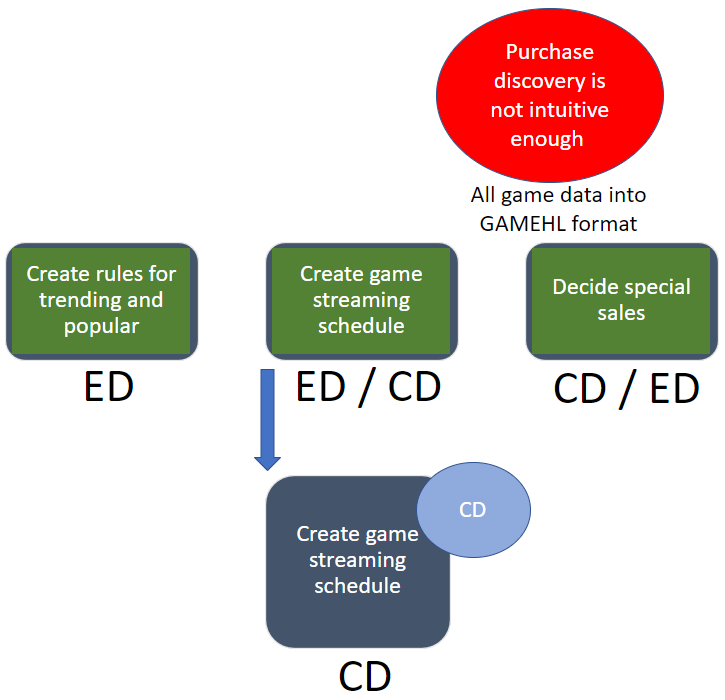 Purchase
discovery is
not intuitive
enough
All game data into
GAMEHL format
Create rules for
trending and
popular
Create game
streaming
schedule
Decide special
sales
ED
ED / CD
CD / ED
CD
Create game
streaming
schedule
CD